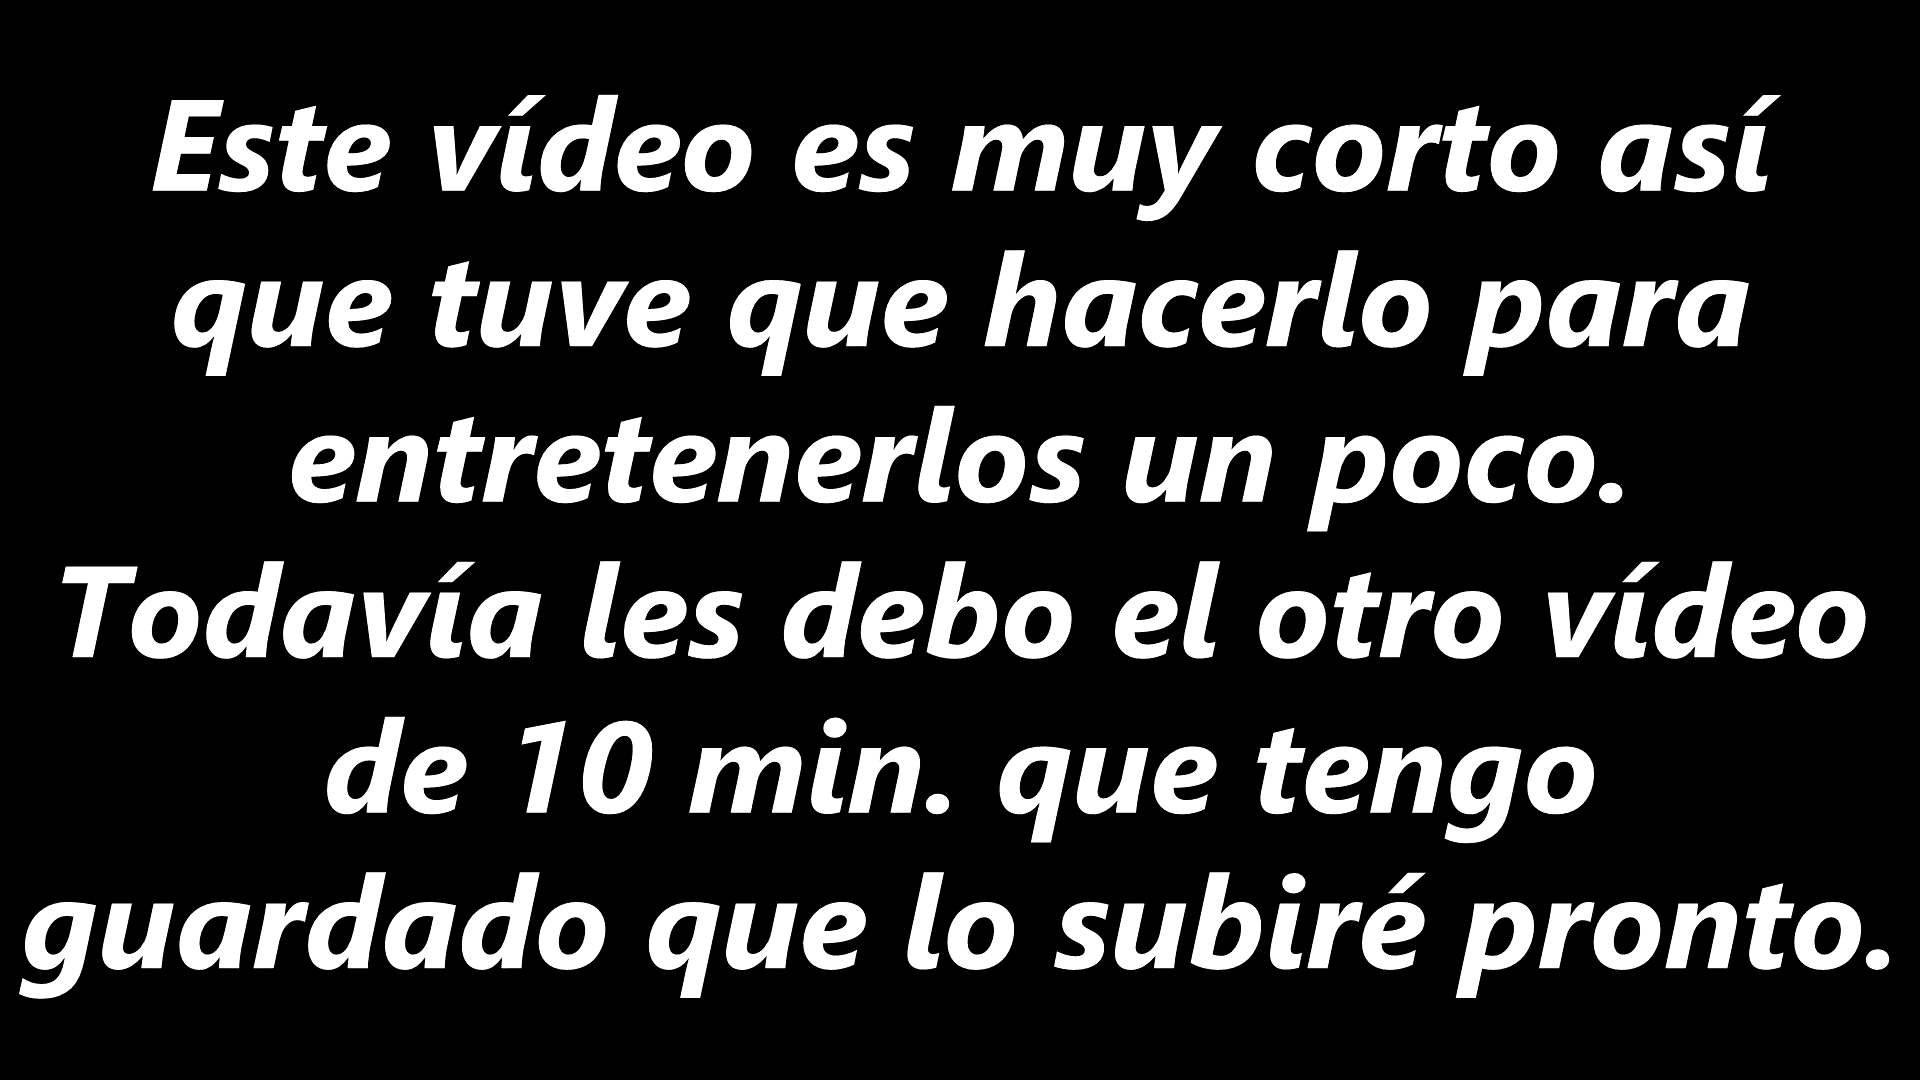 Este vídeo es muy corto así
que tuve que hacerlo para
entretenerlos un poco.
Todavía les debo el otro vídeo
de 10 min. que tengo
guardado que lo subiré pronto.